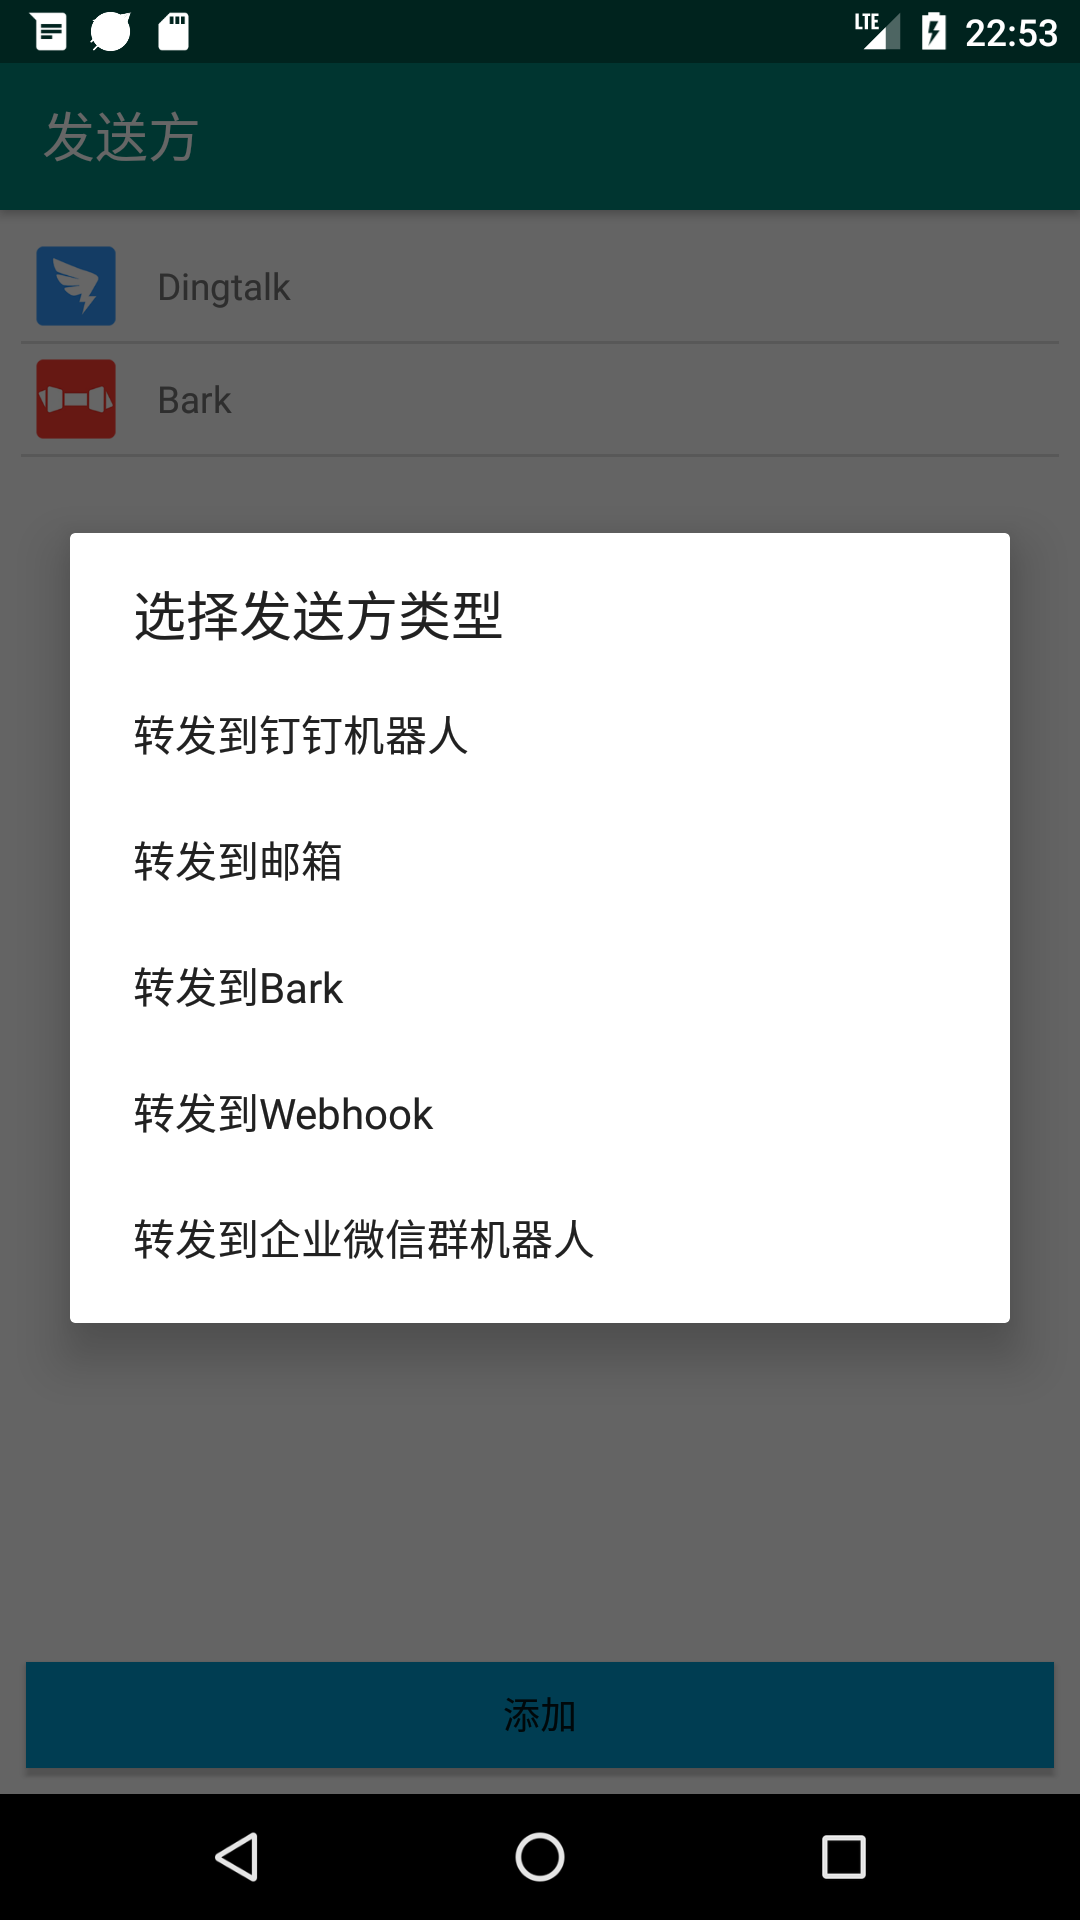 LTE 22:53
发送方
Dingtalk
Bark
选择发送方类型
转发到钉钉机器人
转发到邮箱
转发到Bark
转发到Webhook
转发到企业微信群机器人
添加